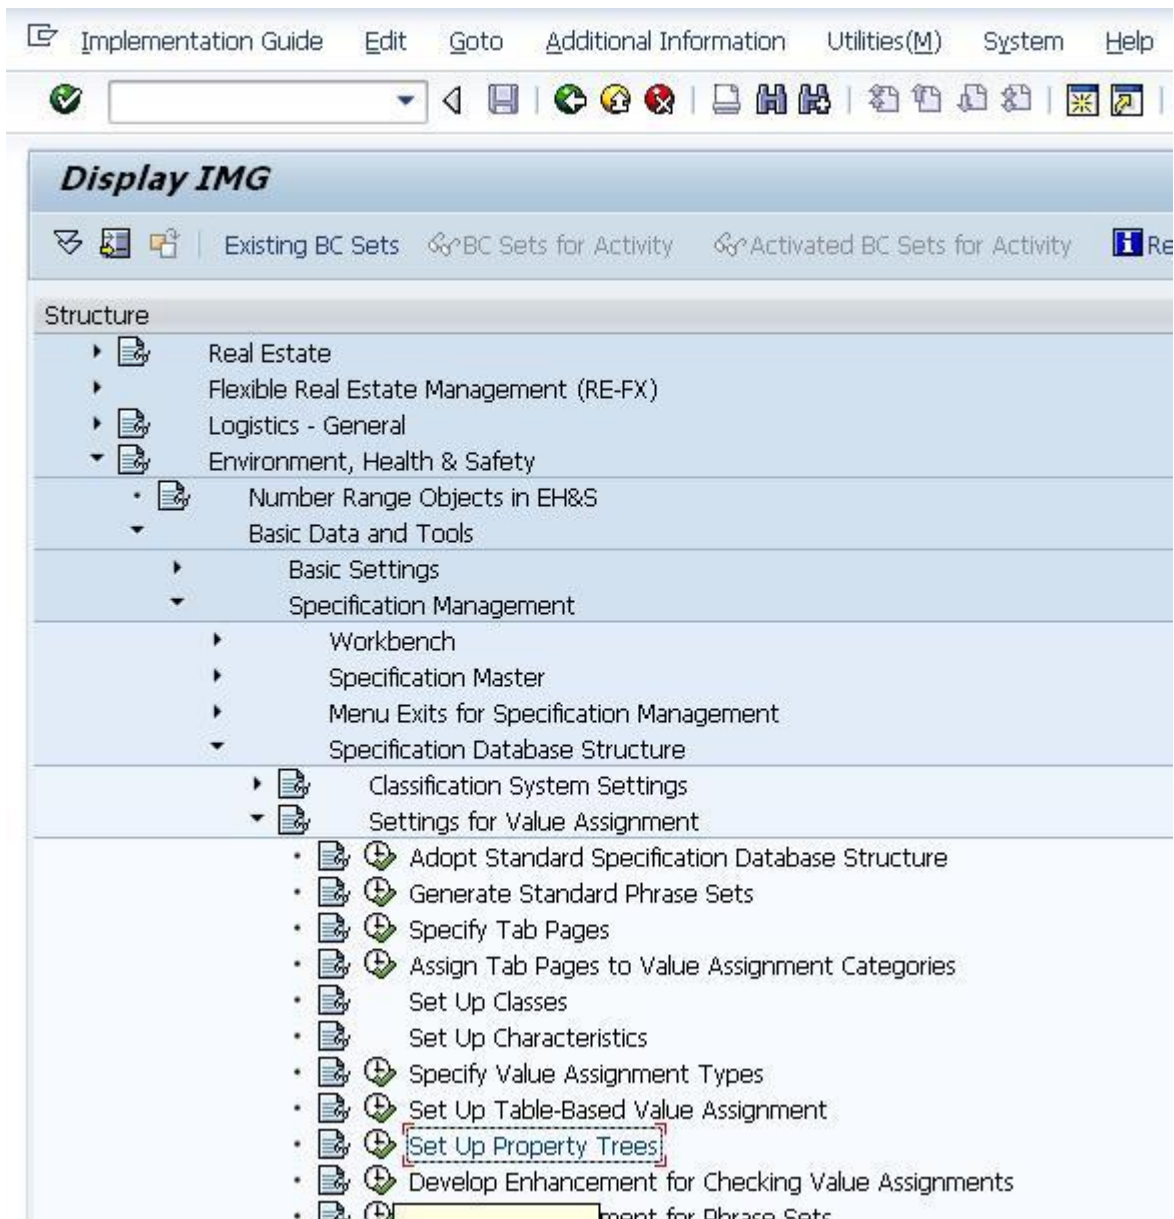 Implementation Guide Edit Goto Additional Information Utilities(M) System Help
Display IMG
Existing BC Sets BC Sets for Activity Activated BC Sets for Activity Re
Structure
Real Estate
Flexible Real Estate Management (RE-FX)
Logistics - General
Environment, Health & Safety
Number Range Objects in EH&S
Basic Data and Tools
Basic Settings
Specification Management
Workbench
Specification Master
Menu Exits for Specification Management
Specification Database Structure
Classification System Settings
Settings for Value Assignment
Adopt Standard Specification Database Structure
Generate Standard Phrase Sets
Specify Tab Pages
Assign Tab Pages to Value Assignment Categories
Set Up Classes
Set Up Characteristics
Specify Value Assignment Types
Set Up Table-Based Value Assignment
Set Up Property Trees
Develop Enhancement for Checking Value Assignments
ment for Phrase Sets